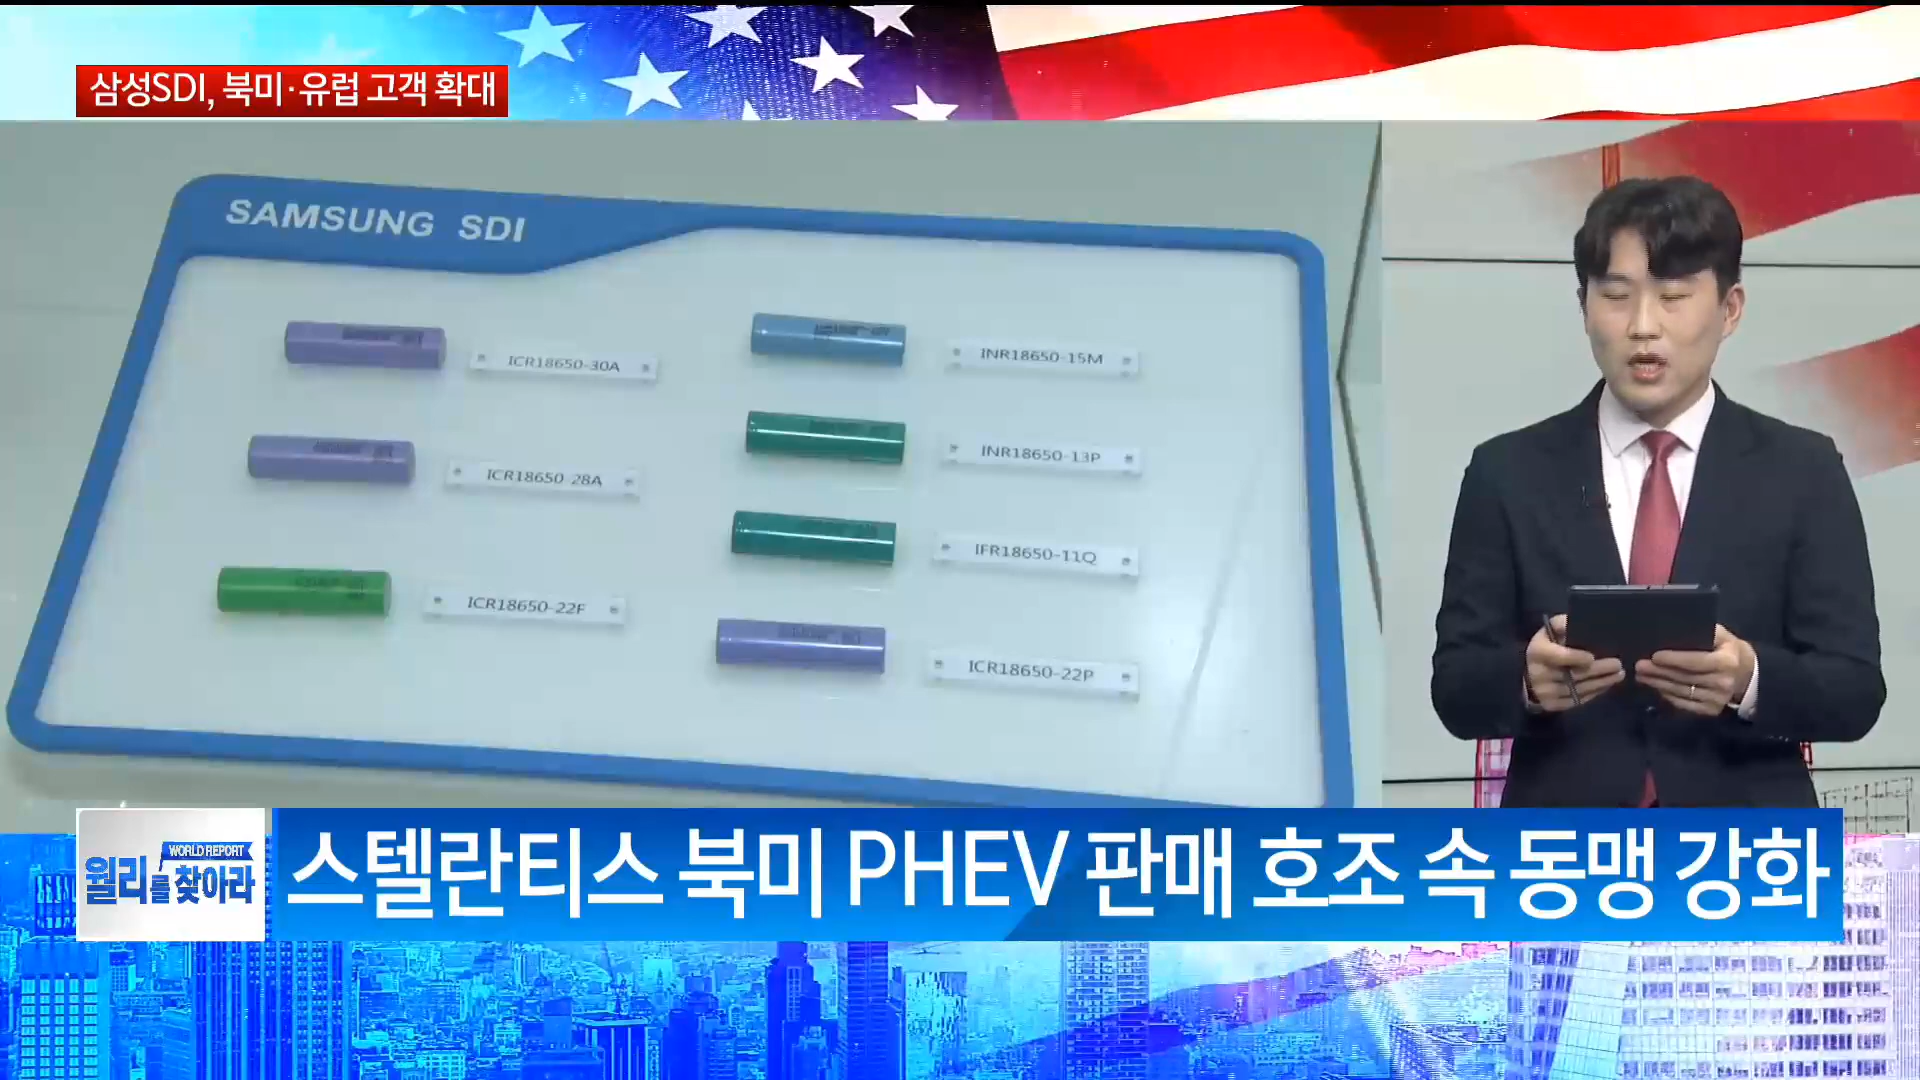 삼성SDI, 북미·유럽 고객 확대
SAMSUNG SDI
ICR18650-30A
INR18650-15M
ICR18650-28A
INR18650-13P
IFR18650-11Q
ICR18650-22F
ICR18650-22P
WORLD REPORT
월리를 찾아라
스텔란티스 북미 PHEV 판매 호조 속 동맹 강화